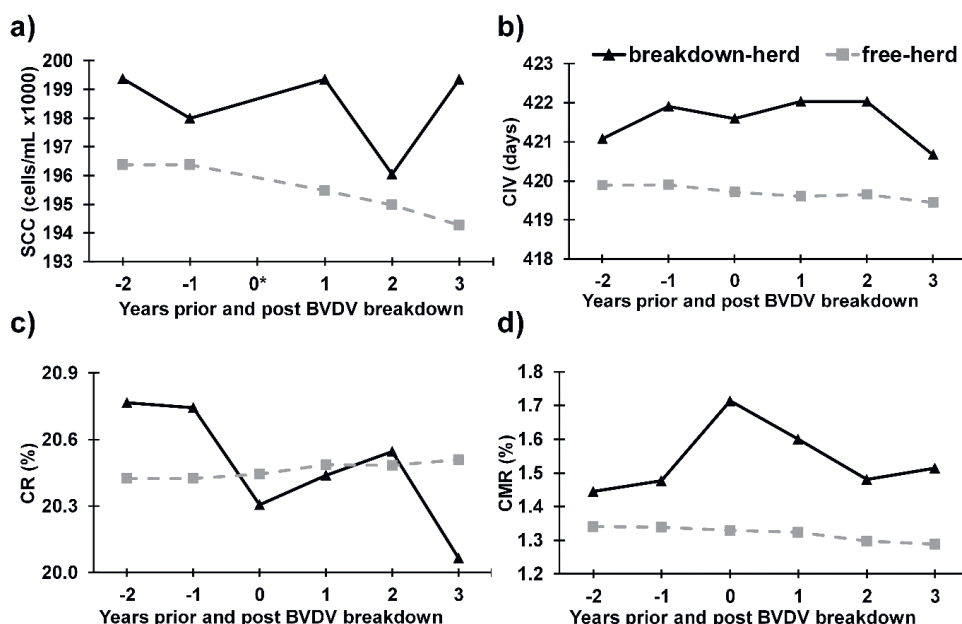 a)
SCC (cells/mL x1000)
200
199
198
197
196
195
194
193
-2 -1 0* 1 2 3
Years prior and post BVDV breakdown
b)
breakdown-herd free-herd
CIV (days)
423
422
421
420
419
418
-2 -1 0 1 2 3
Years prior and post BVDV breakdown
c)
CR (%)
20.9
20.6
20.3
20.0
-2 -1 0 1 2 3
Years prior and post BVDV breakdown
d)
CMR (%)
1.8
1.7
1.6
1.5
1.4
1.3
1.2
-2 -1 0 1 2 3
Years prior and post BVDV breakdown